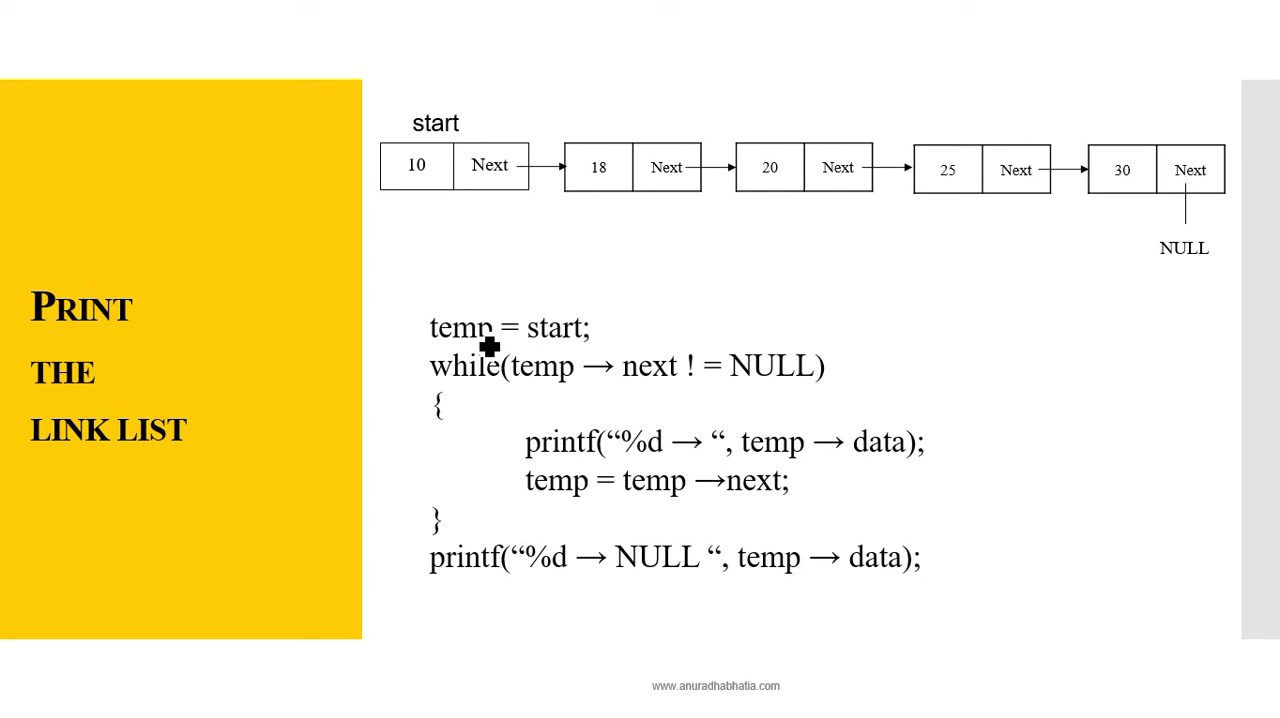 start
10 Next 18 Next 20 Next 25 Next 30 Next
NULL
PRINT
THE
LINK LIST
temp = start;
while(temp → next ! = NULL)
{
printf(“%d → “, temp → data);
temp = temp →next;
}
printf(“%d → NULL “, temp → data);
www.anuradhabhatia.com